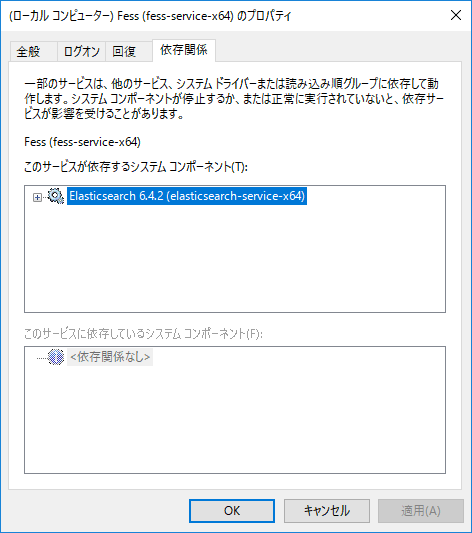 (ローカル コンピューター) Fess (fess-service-x64) のプロパティ
全般 ログオン 回復 依存関係
一部のサービスは、他のサービス、システム ドライバーまたは読み込み順グループに依存して動
作します。システム コンポーネントが停止するか、または正常に実行されていないと、依存サー
ビスが影響を受けることがあります。
Fess (fess-service-x64)
このサービスが依存するシステム コンポーネント(T):
Elasticsearch 6.4.2 (elasticsearch-service-x64)
このサービスに依存しているシステム コンポーネント(F):
<依存関係なし>
OK キャンセル 適用(A)